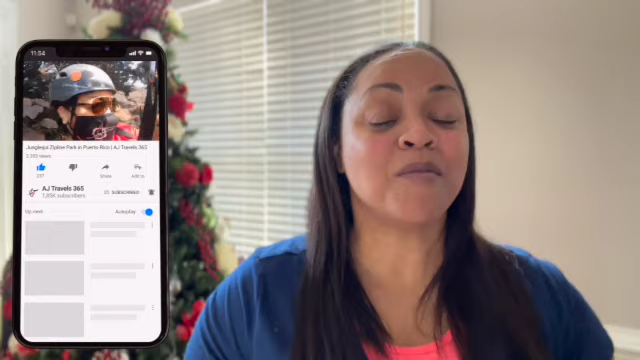 11:54
Junglequi Zipline Park in Puerto Rico | AJ Travels 365
2,353 views
237
Share
Add to
AJ Travels 365
1.85K subscribers
SUBSCRIBED
Up next
Autoplay